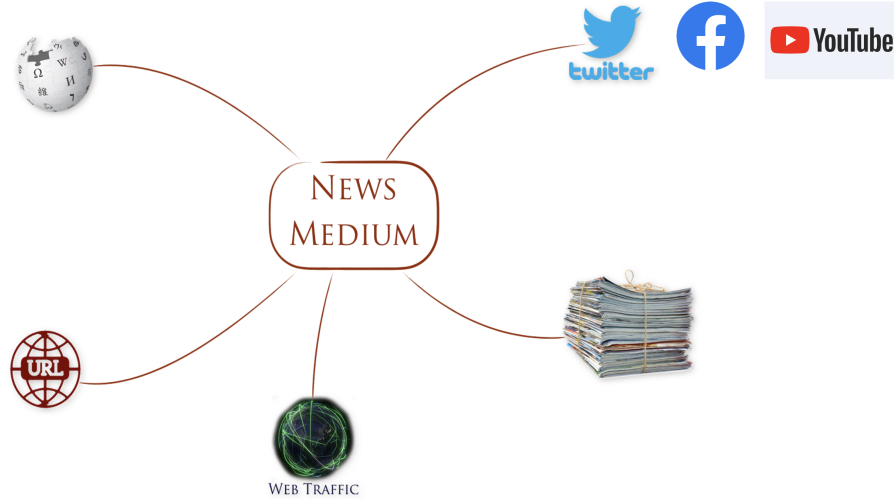 twitter
YouTube
Ω W
И
NEWS
MEDIUM
URL
WEB TRAFFIC